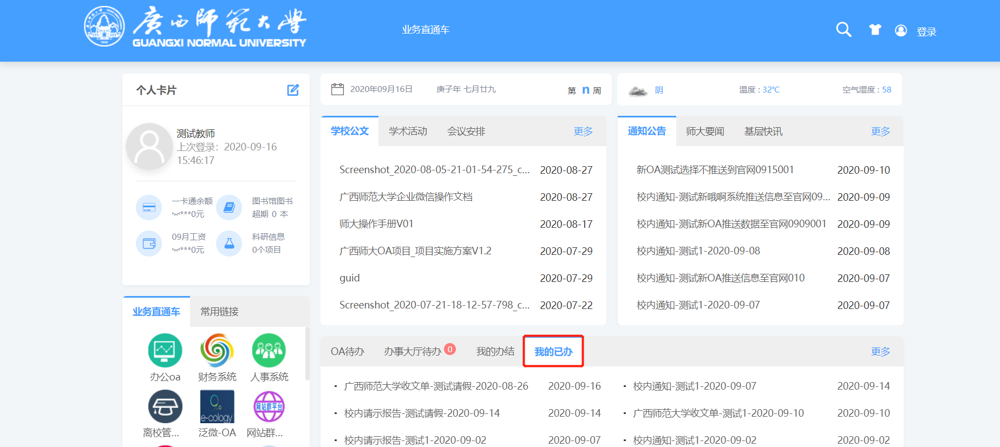 廣西師範大學
GUANGXI NORMAL UNIVERSITY
业务直通车
登录
个人卡片
测试教师
上次登录：2020-09-16
15:46:17
一卡通余额
***0元
图书馆图书
超期 0 本
09月工资
***0元
科研信息
0个项目
业务直通车 常用链接
办公oa 财务系统 人事系统
e-cology
网站群平台
离校管... 泛微-OA 网站群...
2020年09月16日 庚子年 七月廿九 第 n 周
阴 温度 : 32℃ 空气湿度 : 58
学校公文 学术活动 会议安排 更多
Screenshot_2020-08-05-21-01-54-275_c... 2020-08-27
广西师范大学企业微信操作文档 2020-08-27
师大操作手册V01 2020-08-17
广西师大OA项目_项目实施方案V1.2 2020-07-29
guid 2020-07-29
Screenshot_2020-07-21-18-12-57-798_c... 2020-07-22
通知公告 师大要闻 基层快讯 更多
新OA测试选择不推送到官网0915001 2020-09-10
校内通知-测试新哦啊系统推送信息至官网09... 2020-09-09
校内通知-测试新OA推送数据至官网0909001 2020-09-09
校内通知-测试1-2020-09-08 2020-09-08
校内通知-测试新OA推送信息至官网010 2020-09-07
校内通知-测试1-2020-09-07 2020-09-07
OA待办 办事大厅待办 0 我的办结 我的已办 更多
· 广西师范大学收文单-测试请假-2020-08-26 2020-09-16
· 校内通知-测试1-2020-09-07 2020-09-14
· 校内请示报告-测试请假-2020-09-14 2020-09-14
· 广西师范大学收文单-测试1-2020-09-10 2020-09-10
· 校内请示报告-测试1-2020-09-02 2020-09-07
· 校内通知-测试1-2020-09-02 2020-09-02